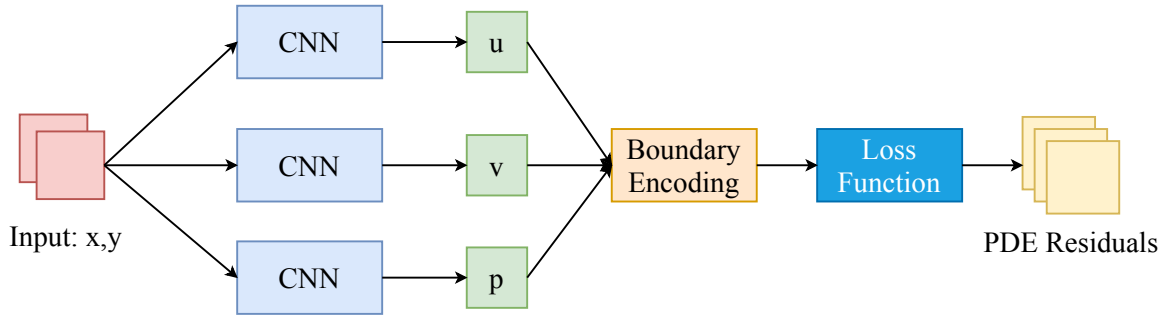 CNN
u
CNN
v
Boundary
Encoding
Loss
Function
Input: x,y
PDE Residuals
CNN
p